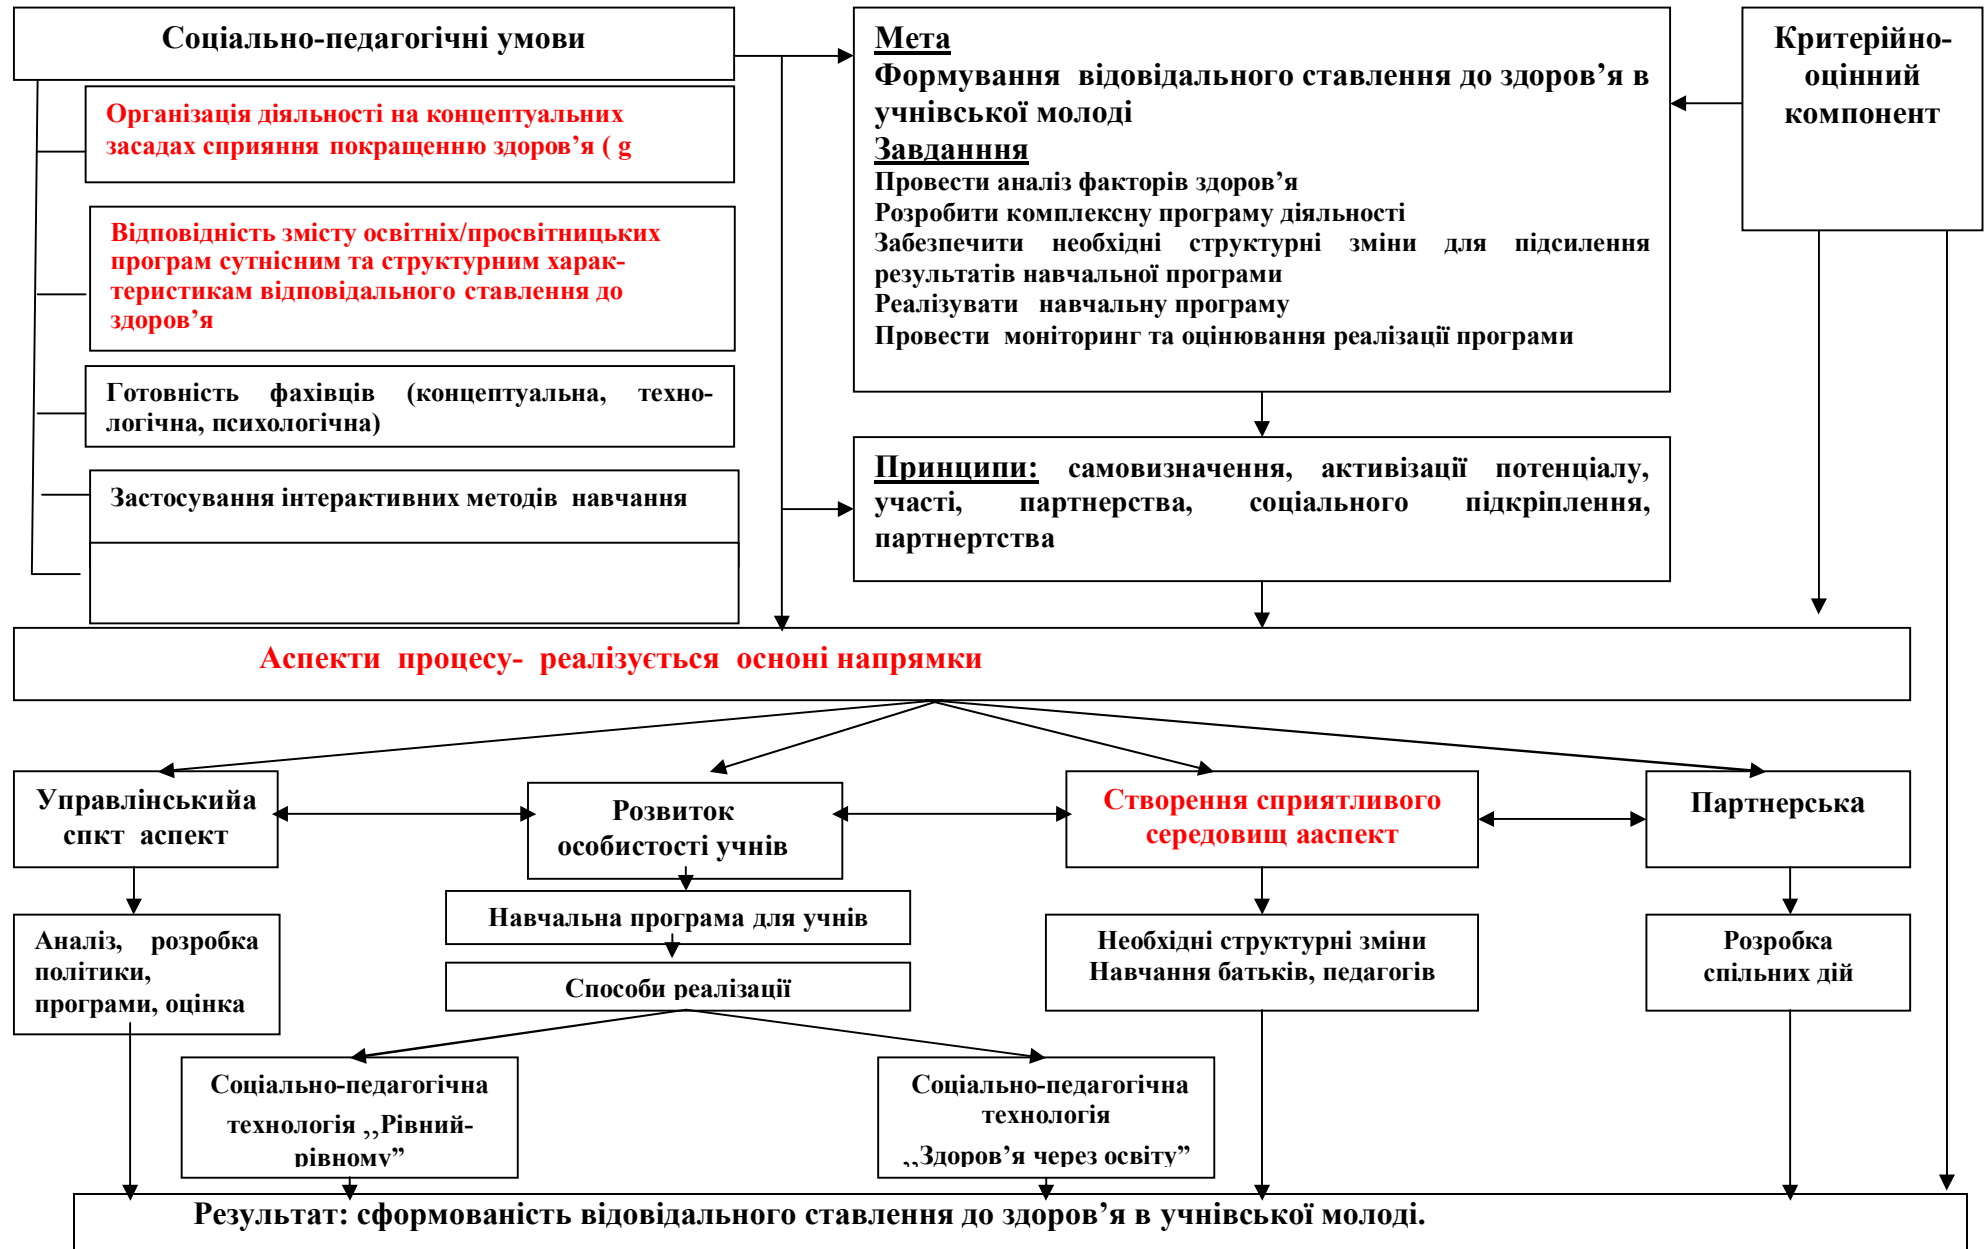 Соціально-педагогічні умови
Організація діяльності на концептуальних
засадах сприяння покращенню здоров’я ( g
Відповідність змісту освітніх/просвітницьких
програм сутнісним та структурним харак-
теристикам відповідального ставлення до
здоров’я
Готовність фахівців (концептуальна, техно-
логічна, психологічна)
Застосування інтерактивних методів навчання
Мета
Формування відовідального ставлення до здоров’я в
учнівської молоді
Завданння
Провести аналіз факторів здоров’я
Розробити комплексну програму діяльності
Забезпечити необхідні структурні зміни для підсилення
результатів навчальної програми
Реалізувати навчальну програму
Провести моніторинг та оцінювання реалізації програми
Принципи: самовизначення, активізації потенціалу,
участі, партнерства, соціального підкріплення,
партнертства
Критерійно-
оцінний
компонент
Аспекти процесу- реалізується осноні напрямки
Управлінськийа
спкт аспект
Розвиток
особистості учнів
Створення сприятливого
середовищ ааспект
Партнерська
Аналіз, розробка
політики,
програми, оцінка
Навчальна програма для учнів
Способи реалізації
Необхідні структурні зміни
Навчання батьків, педагогів
Розробка
спільних дій
Соціально-педагогічна
технологія ,,Рівний-
рівному”
Соціально-педагогічна
технологія
,,Здоров’я через освіту”
Результат: сформованість відовідального ставлення до здоров’я в учнівської молоді.